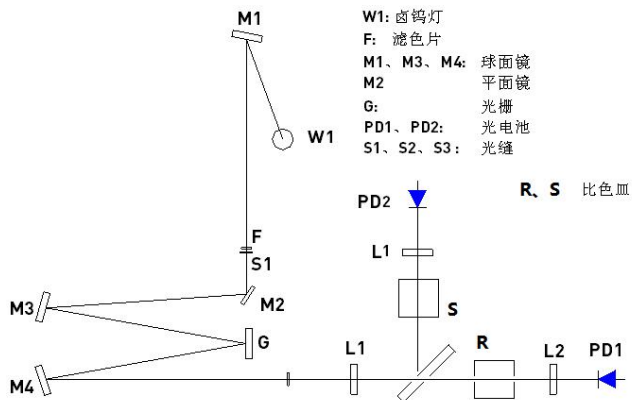 M1
W1: 卤钨灯
F: 滤色片
M1、M3、M4: 球面镜
M2 平面镜
G: 光栅
PD1、PD2: 光电池
S1、S2、S3: 光缝
W1
R、S 比色皿
PD2
F
L1
S1
M2
M3
S
G
L1
R
L2
PD1
M4